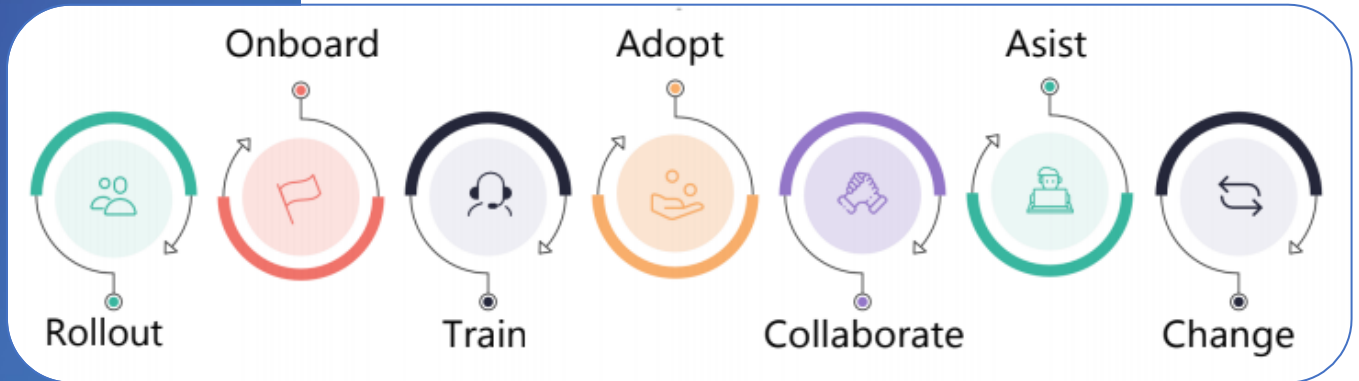 Onboard
Adopt
Asist
Rollout
Train
Collaborate
Change